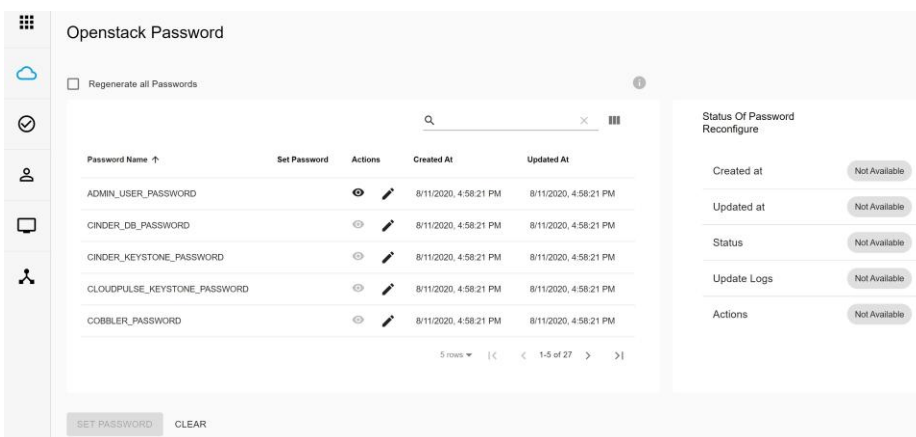 Openstack Password
Regenerate all Passwords
Password Name Set Password Actions Created At Updated At
ADMIN_USER_PASSWORD 8/11/2020, 4:58:21 PM 8/11/2020, 4:58:21 PM
CINDER_DB_PASSWORD 8/11/2020, 4:58:21 PM 8/11/2020, 4:58:21 PM
CINDER_KEYSTONE_PASSWORD 8/11/2020, 4:58:21 PM 8/11/2020, 4:58:21 PM
CLOUDPULSE_KEYSTONE_PASSWORD 8/11/2020, 4:58:21 PM 8/11/2020, 4:58:21 PM
COBBLER_PASSWORD 8/11/2020, 4:58:21 PM 8/11/2020, 4:58:21 PM
5 rows 1-5 of 27
SET PASSWORD CLEAR
Status Of Password
Reconfigure
Created at Not Available
Updated at Not Available
Status Not Available
Update Logs Not Available
Actions Not Available